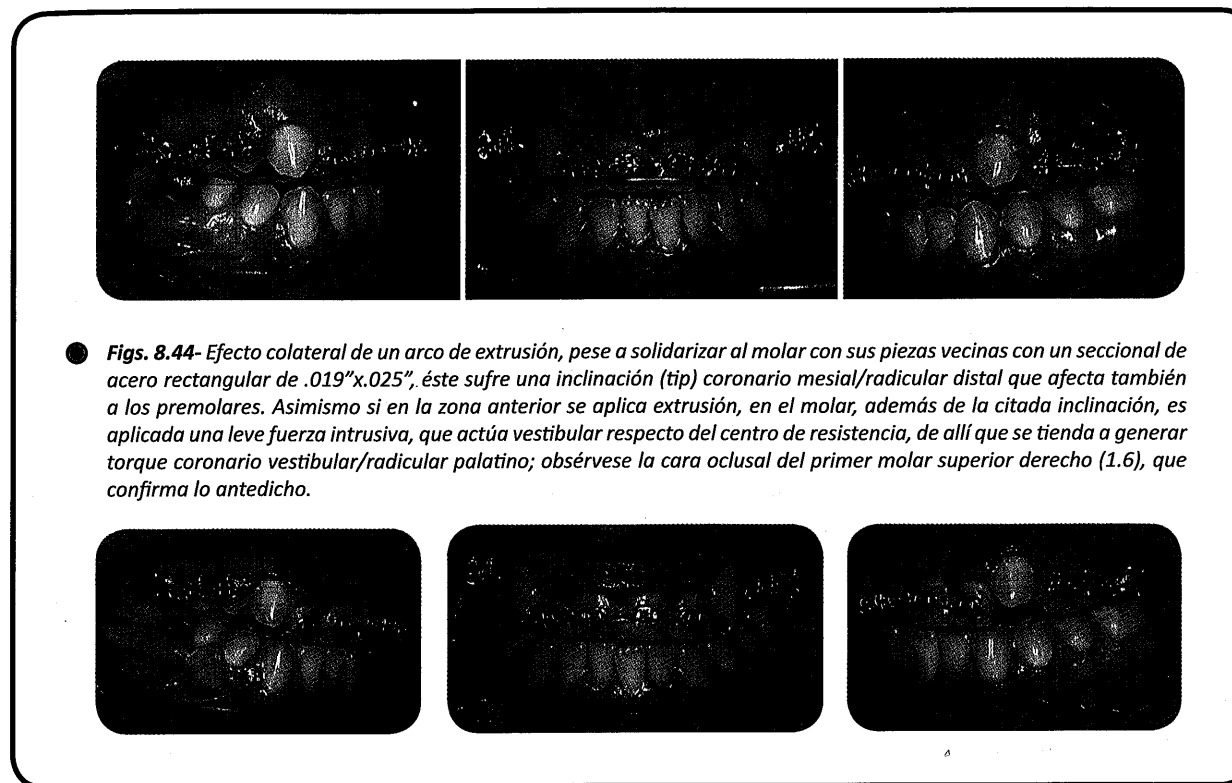 Figs. 8.44- Efecto colateral de un arco de extrusión, pese a solidarizar al molar con sus piezas vecinas con un seccional de
acero rectangular de .019”x.025”, éste sufre una inclinación (tip) coronario mesial/radicular distal que afecta también
a los premolares. Asimismo si en la zona anterior se aplica extrusión, en el molar, además de la citada inclinación, es
aplicada una leve fuerza intrusiva, que actúa vestibular respecto del centro de resistencia, de allí que se tienda a generar
torque coronario vestibular/radicular palatino; obsérvese la cara oclusal del primer molar superior derecho (1.6), que
confirma lo antedicho.